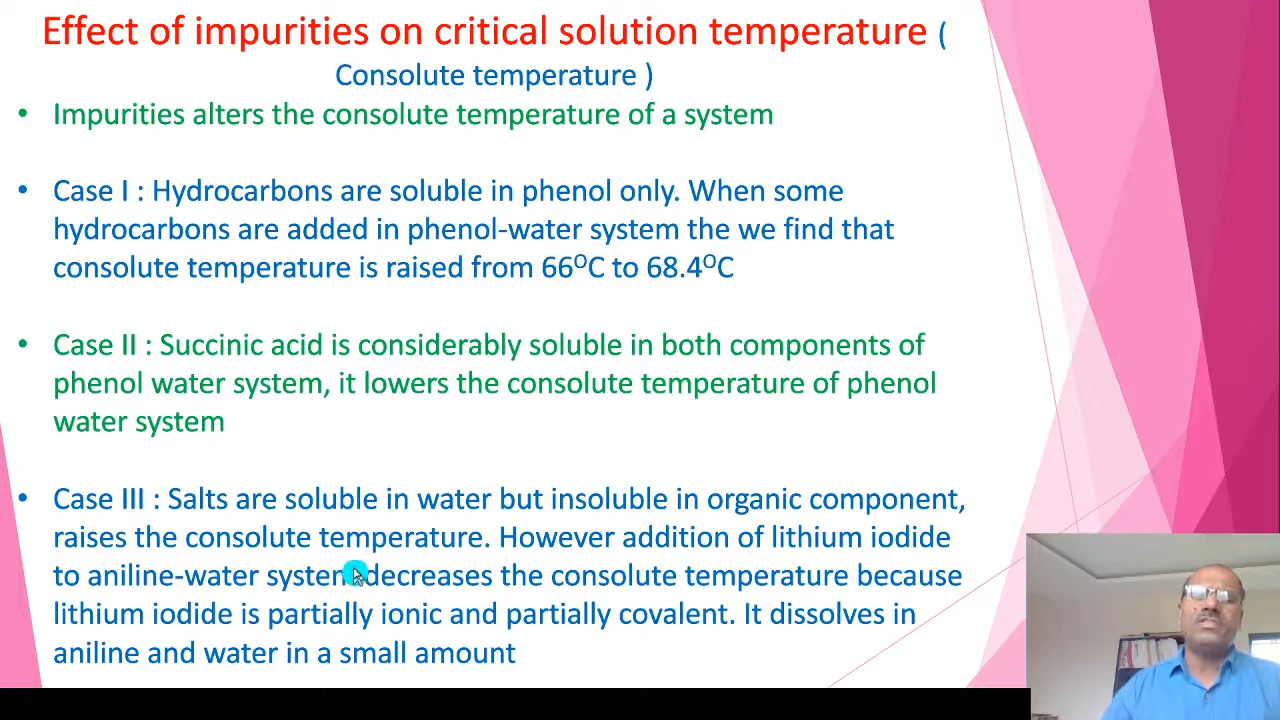 Effect of impurities on critical solution temperature (
Consolute temperature )
• Impurities alters the consolute temperature of a system
• Case I : Hydrocarbons are soluble in phenol only. When some
hydrocarbons are added in phenol-water system the we find that
consolute temperature is raised from 66⁰C to 68.4⁰C
• Case II : Succinic acid is considerably soluble in both components of
phenol water system, it lowers the consolute temperature of phenol
water system
• Case III : Salts are soluble in water but insoluble in organic component,
raises the consolute temperature. However addition of lithium iodide
to aniline-water system decreases the consolute temperature because
lithium iodide is partially ionic and partially covalent. It dissolves in
aniline and water in a small amount